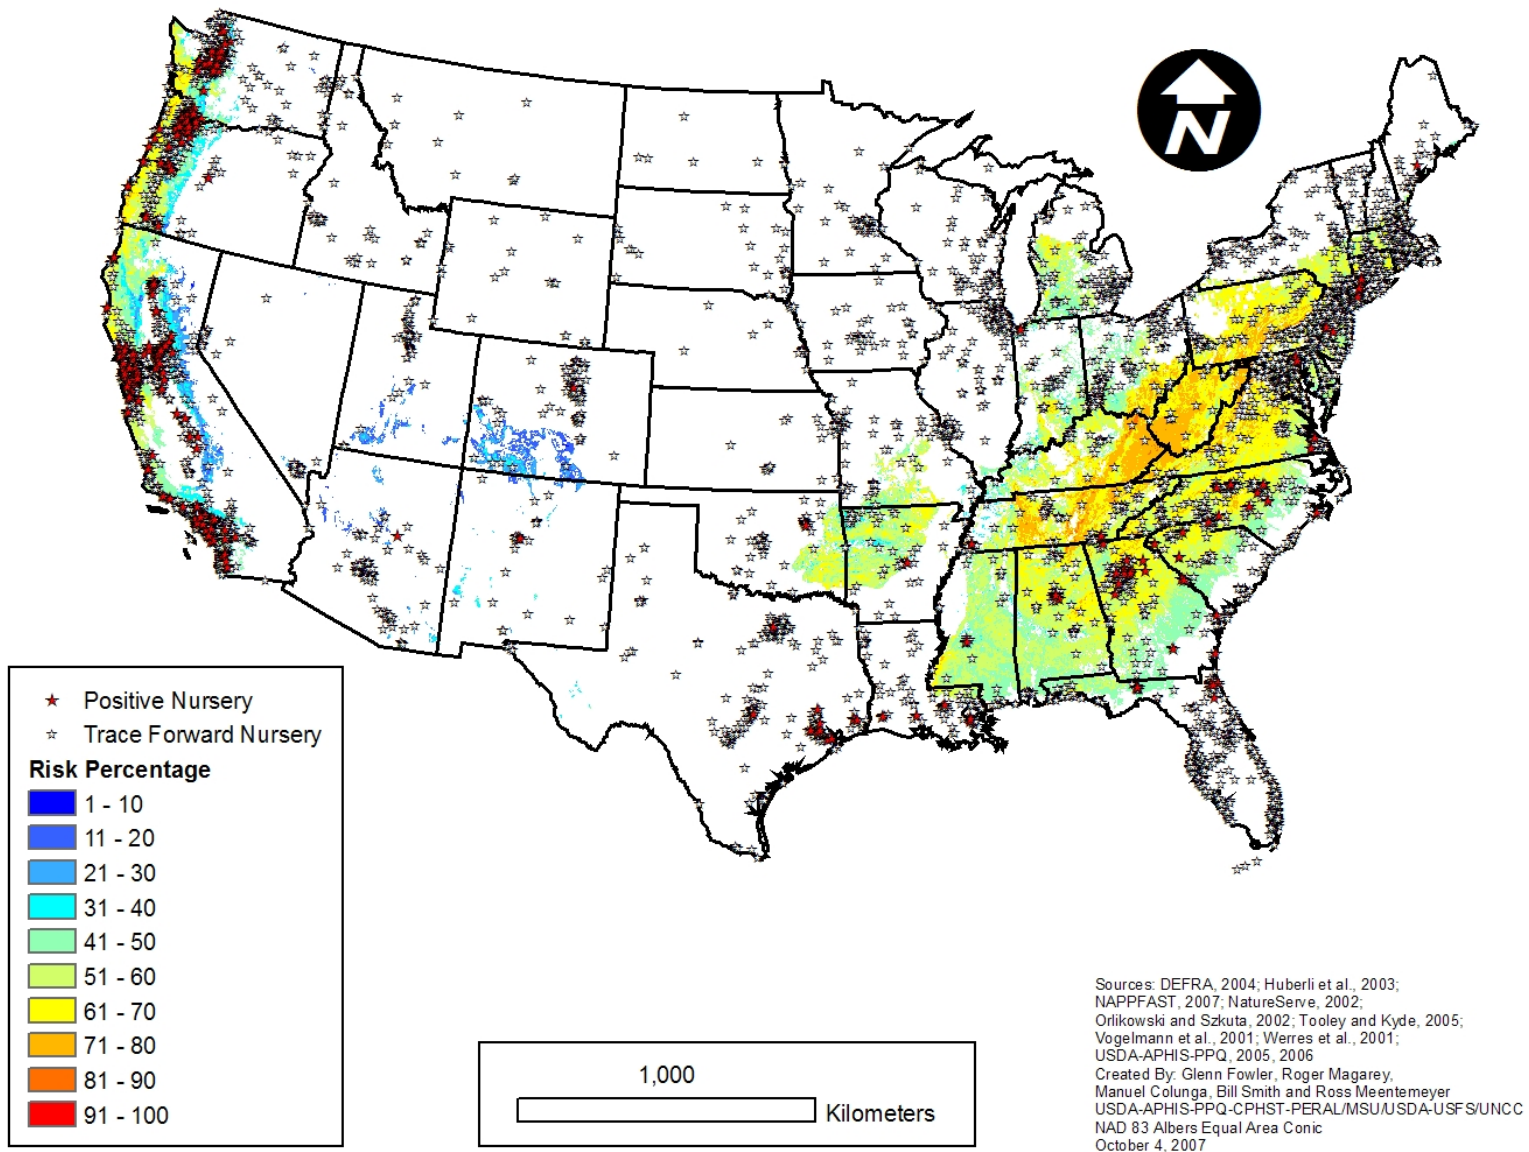 N
Positive Nursery
Trace Forward Nursery
Risk Percentage
1 - 10
11 - 20
21 - 30
31 - 40
41 - 50
51 - 60
61 - 70
71 - 80
81 - 90
91 - 100
1,000
Kilometers
Sources: DEFRA, 2004; Huberli et al., 2003;
NAPPFAST, 2007; NatureServe, 2002;
Orlikowski and Szkuta, 2002; Tooley and Kyde, 2005;
Vogelmann et al., 2001; Werres et al., 2001;
USDA-APHIS-PPQ, 2005, 2006
Created By: Glenn Fowler, Roger Magarey,
Manuel Colunga, Bill Smith and Ross Meentemeyer
USDA-APHIS-PPQ-CPHST-PERAL/MSU/USDA-USFS/UNCC
NAD 83 Albers Equal Area Conic
October 4, 2007